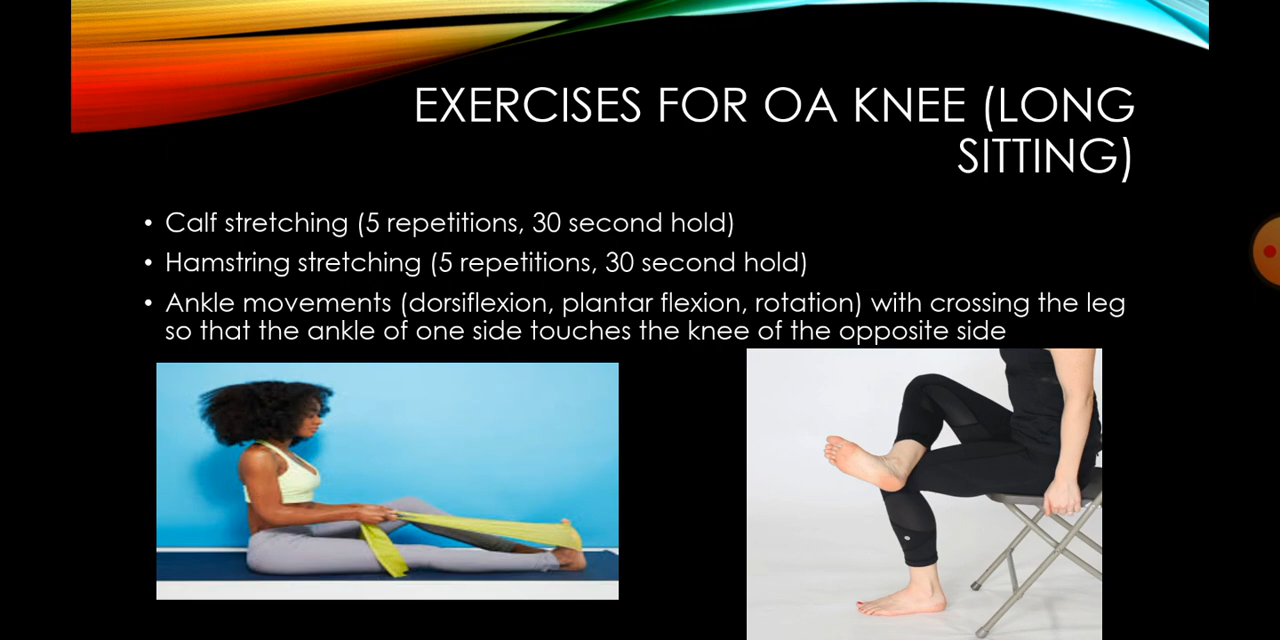 EXERCISES FOR OA KNEE (LONG
SITTING)
• Calf stretching (5 repetitions, 30 second hold)
• Hamstring stretching (5 repetitions, 30 second hold)
• Ankle movements (dorsiflexion, plantar flexion, rotation) with crossing the leg
so that the ankle of one side touches the knee of the opposite side